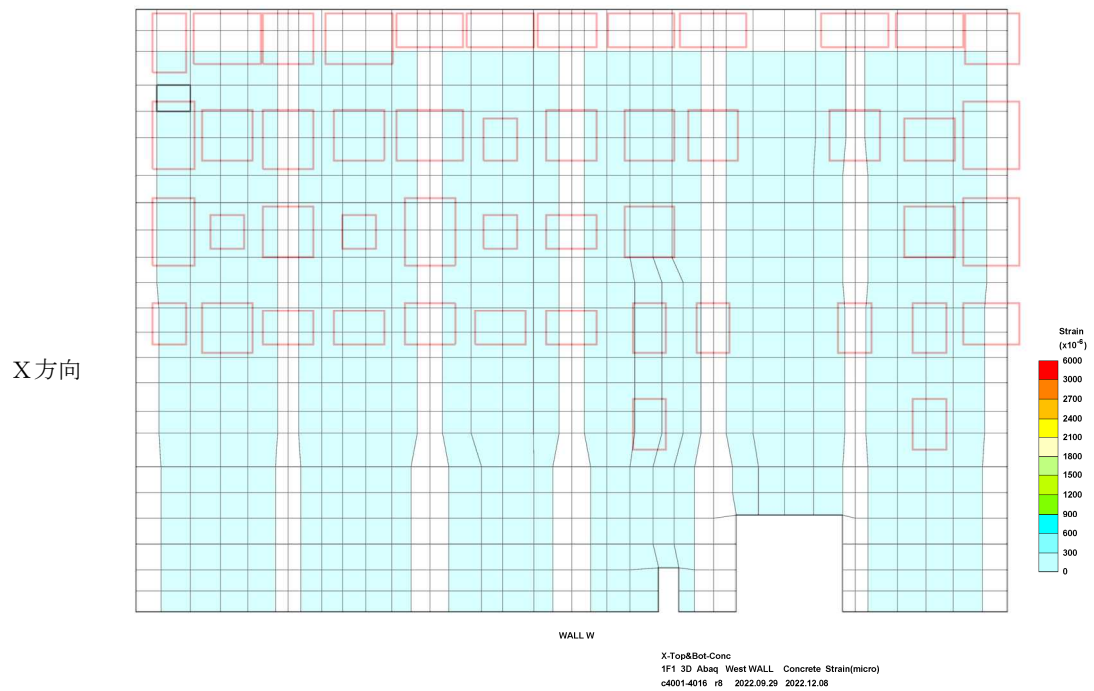 X方向
Strain
(x10-6)
6000
3000
2700
2400
2100
1800
1500
1200
900
600
300
0
WALL W
X-Top&Bot-Conc
1F1 3D Abaq West WALL Concrete Strain(micro)
c4001-4016 r8 2022.09.29 2022.12.08